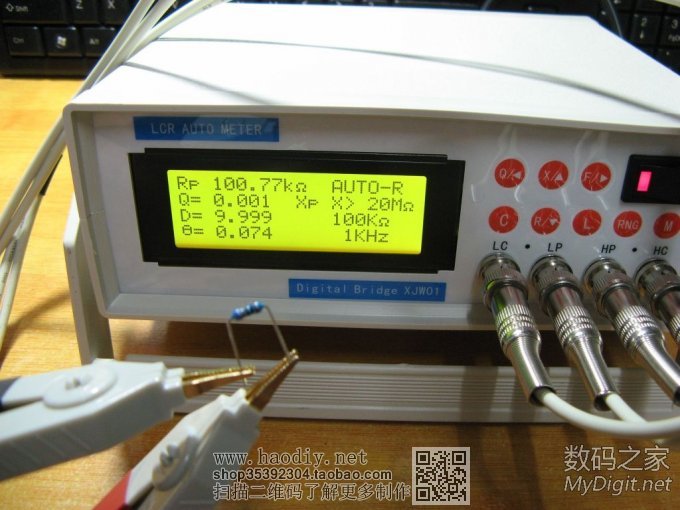 Shift
Z
X
LCR AUTO METER
Rp 100.77kΩ AUTO-R
Q= 0.001 Xp X> 20MΩ
D= 9.999 100KΩ
θ= 0.074 1KHz
Q/◀ X/▲ F/▶
C R/▼ L RNG M
LC • LP HP • HC
Digital Bridge XJW01
www.haodiy.net
shop35392304.taobao.com
扫描二维码了解更多制作
数码之家
MyDigit.net